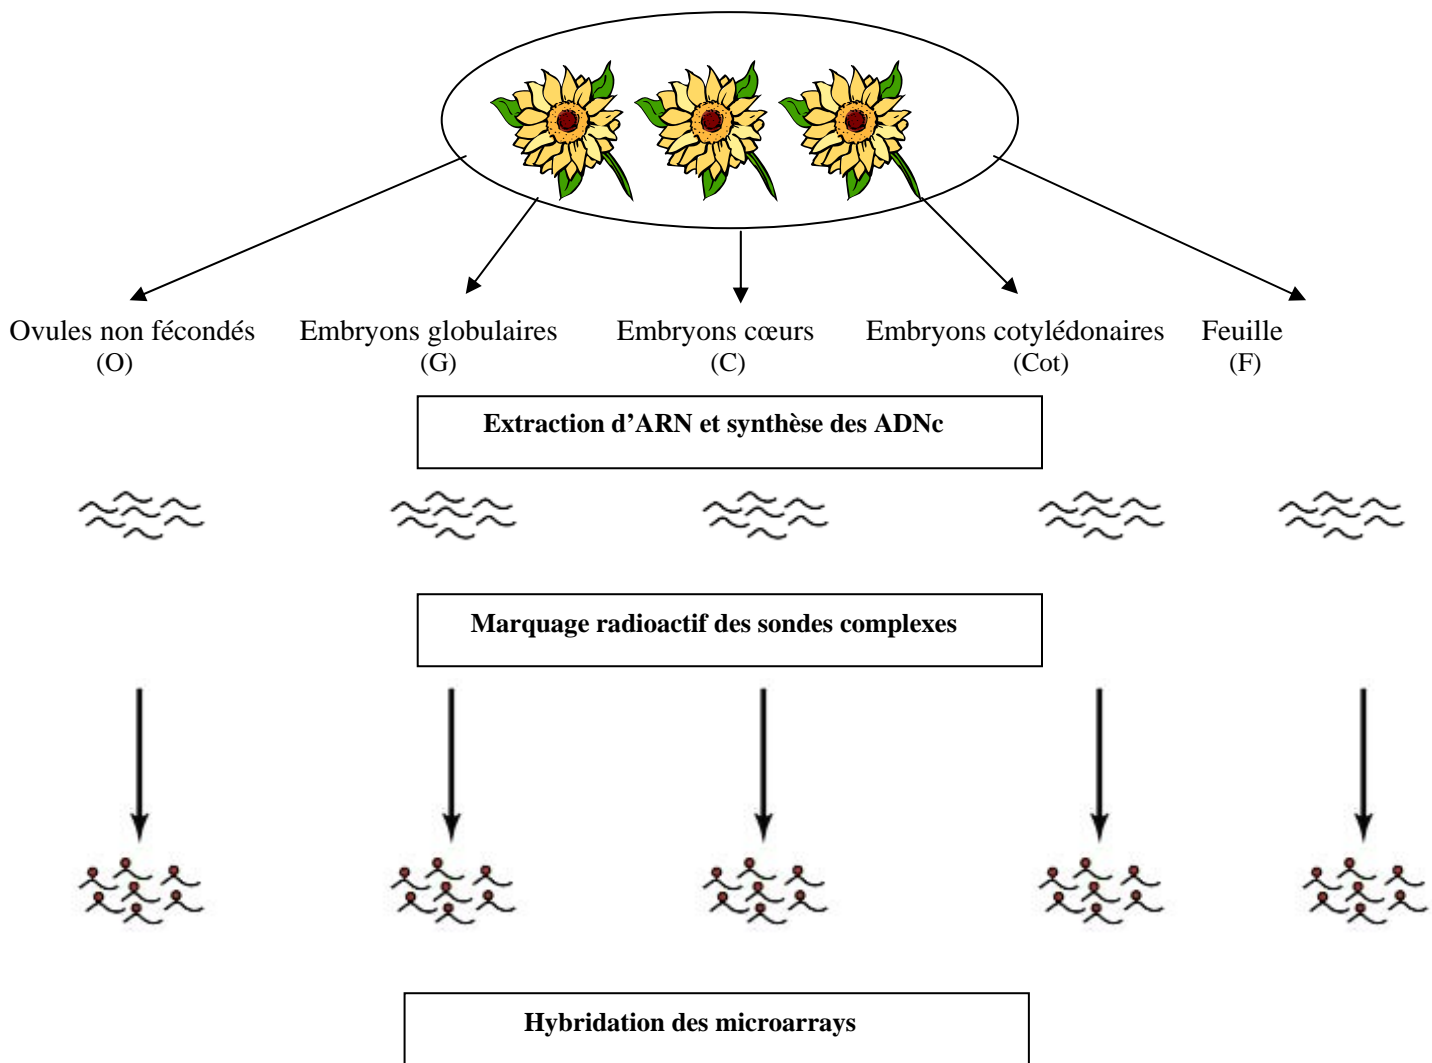 Ovules non fécondés Embryons globulaires Embryons cœurs Embryons cotylédonaires Feuille
(O) (G) (C) (Cot) (F)
Extraction d’ARN et synthèse des ADNc
Marquage radioactif des sondes complexes
Hybridation des microarrays